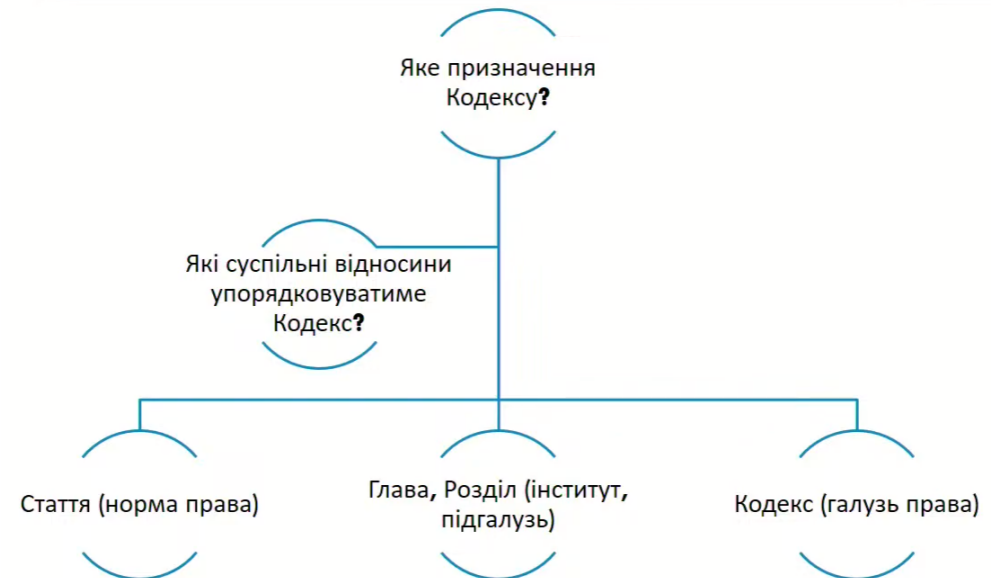 Яке призначення
Кодексу?
Які суспільні відносини
упорядковуватиме
Кодекс?
Стаття (норма права)
Глава, Розділ (інститут,
підгалузь)
Кодекс (галузь права)